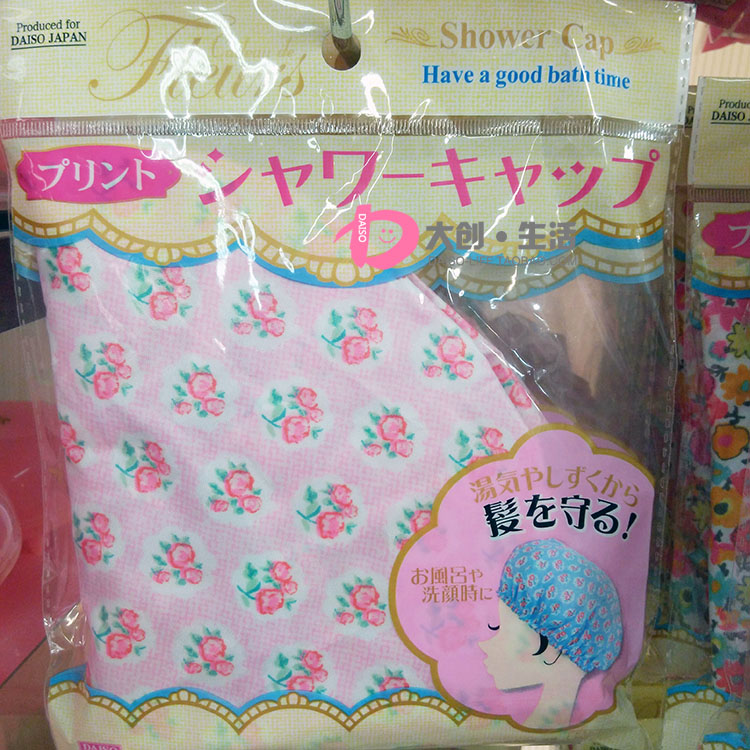 Produced for
DAISO JAPAN
Fleurs
Shower Cap
Have a good bath time
プリント
シャワーキャップ
DAISO
大创·生活
湯気やしずくから
髪を守る!
お風呂や
洗顔時に
DAISO
Produced
DAISO JAPAN
プ